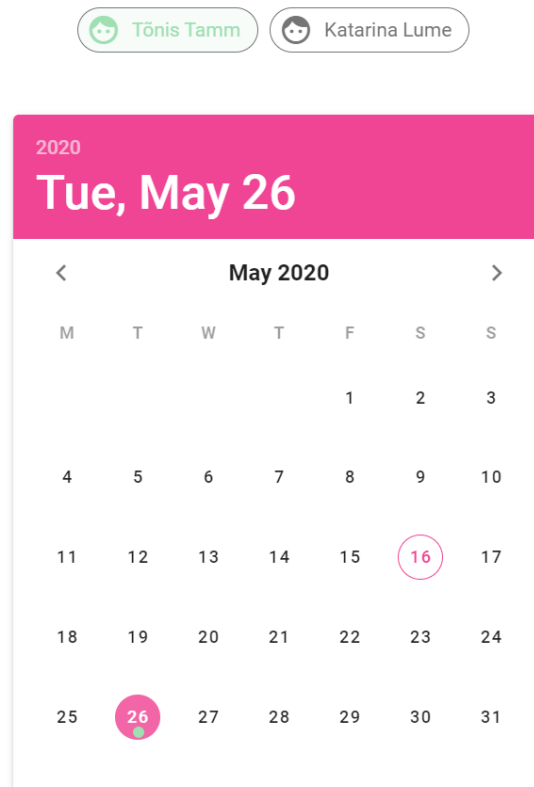 Tõnis Tamm Katarina Lume
2020
Tue, May 26
May 2020
M T W T F S S
1 2 3
4 5 6 7 8 9 10
11 12 13 14 15 16 17
18 19 20 21 22 23 24
25 26 27 28 29 30 31